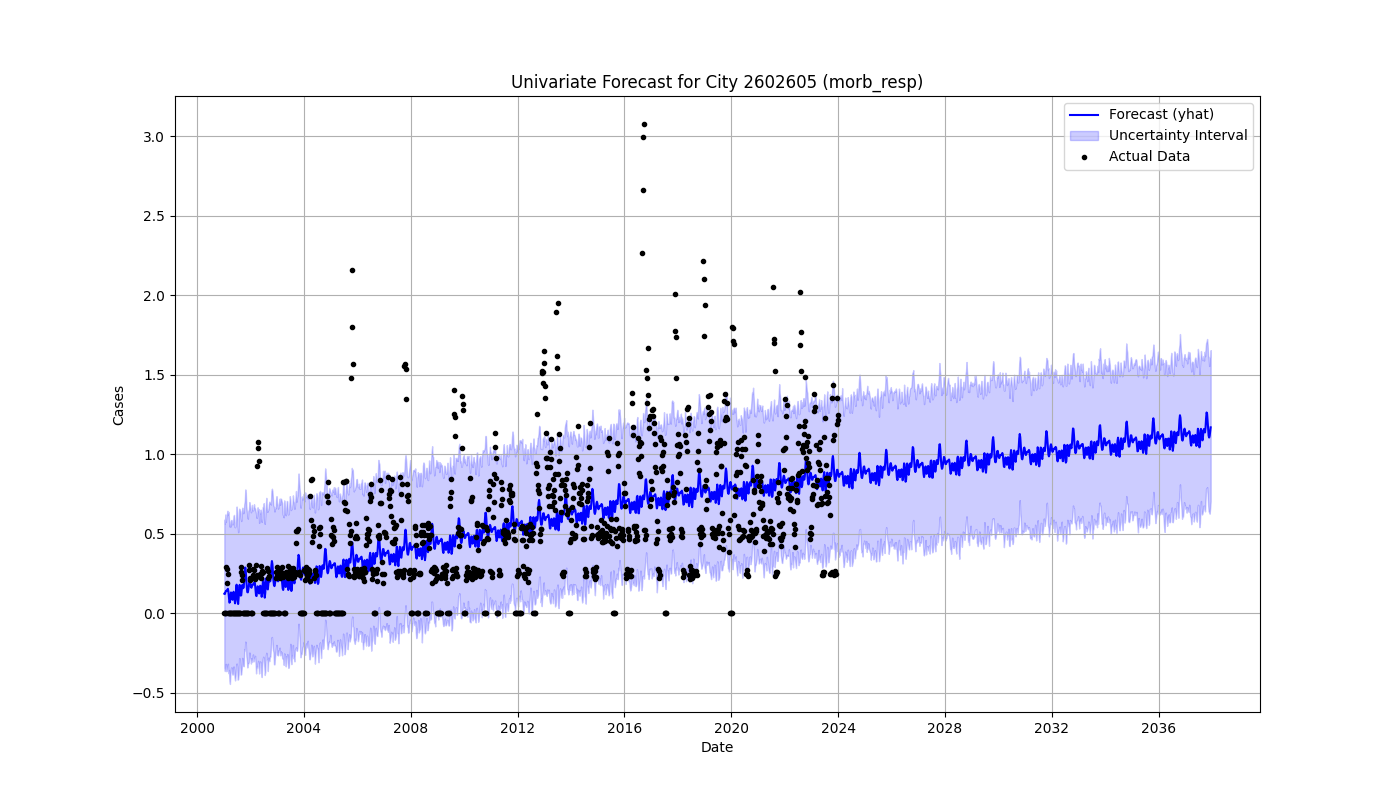 Univariate Forecast for City 2602605 (morb_resp)
Forecast (yhat)
Uncertainty Interval
Actual Data
Cases
3.0
2.5
2.0
1.5
1.0
0.5
0.0
−0.5
2000 2004 2008 2012 2016 2020 2024 2028 2032 2036
Date